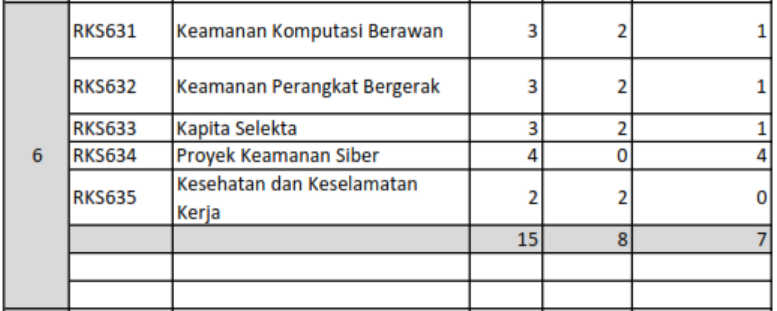 RKS631 Keamanan Komputasi Berawan 3 2 1
RKS632 Keamanan Perangkat Bergerak 3 2 1
RKS633 Kapita Selekta 3 2 1
6 RKS634 Proyek Keamanan Siber 4 0 4
RKS635 Kesehatan dan Keselamatan
Kerja 2 2 0
15 8 7